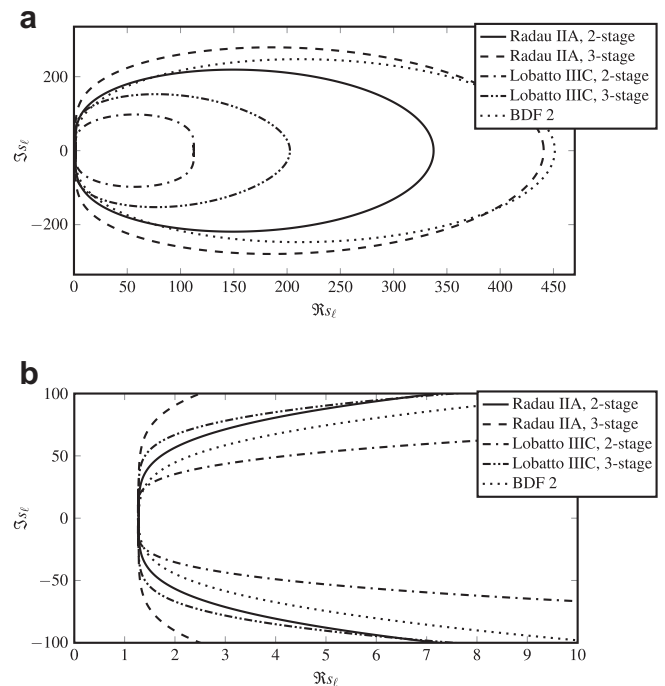 a
Radau IIA, 2-stage
Radau IIA, 3-stage
Lobatto IIIC, 2-stage
Lobatto IIIC, 3-stage
BDF 2
200
0
−200
ℑsℓ
0 50 100 150 200 250 300 350 400 450
ℜsℓ
b
Radau IIA, 2-stage
Radau IIA, 3-stage
Lobatto IIIC, 2-stage
Lobatto IIIC, 3-stage
BDF 2
100
50
0
−50
−100
ℑsℓ
0 1 2 3 4 5 6 7 8 9 10
ℜsℓ